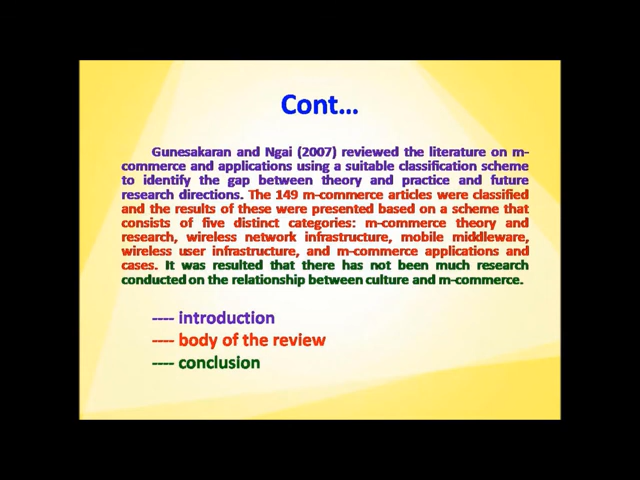 Cont...
Gunesakaran and Ngai (2007) reviewed the literature on m-
commerce and applications using a suitable classification scheme
to identify the gap between theory and practice and future
research directions. The 149 m-commerce articles were classified
and the results of these were presented based on a scheme that
consists of five distinct categories: m-commerce theory and
research, wireless network infrastructure, mobile middleware,
wireless user infrastructure, and m-commerce applications and
cases. It was resulted that there has not been much research
conducted on the relationship between culture and m-commerce.
---- introduction
---- body of the review
---- conclusion